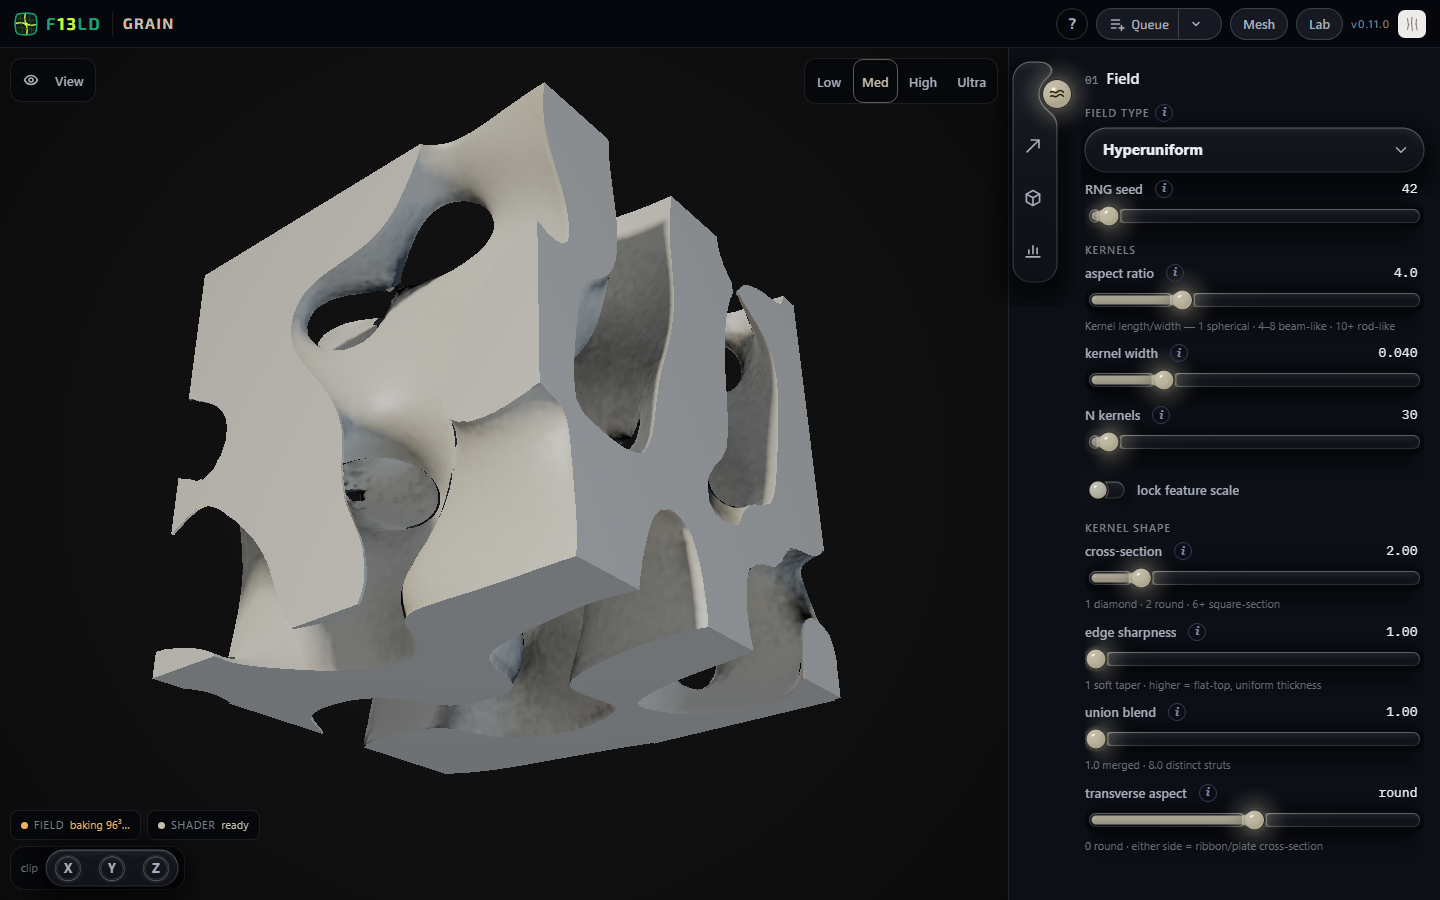 F13LD GRAIN
? Queue Mesh Lab v0.11.0
View
Low Med High Ultra
01 Field
FIELD TYPE i
Hyperuniform
RNG seed i 42
KERNELS
aspect ratio i 4.0
Kernel length/width — 1 spherical · 4–8 beam-like · 10+ rod-like
kernel width i 0.040
N kernels i 30
lock feature scale
KERNEL SHAPE
cross-section i 2.00
1 diamond · 2 round · 6+ square-section
edge sharpness i 1.00
1 soft taper · higher = flat-top, uniform thickness
union blend i 1.00
1.0 merged · 8.0 distinct struts
transverse aspect i round
0 round · either side = ribbon/plate cross-section
FIELD baking 96³... SHADER ready
clip X Y Z